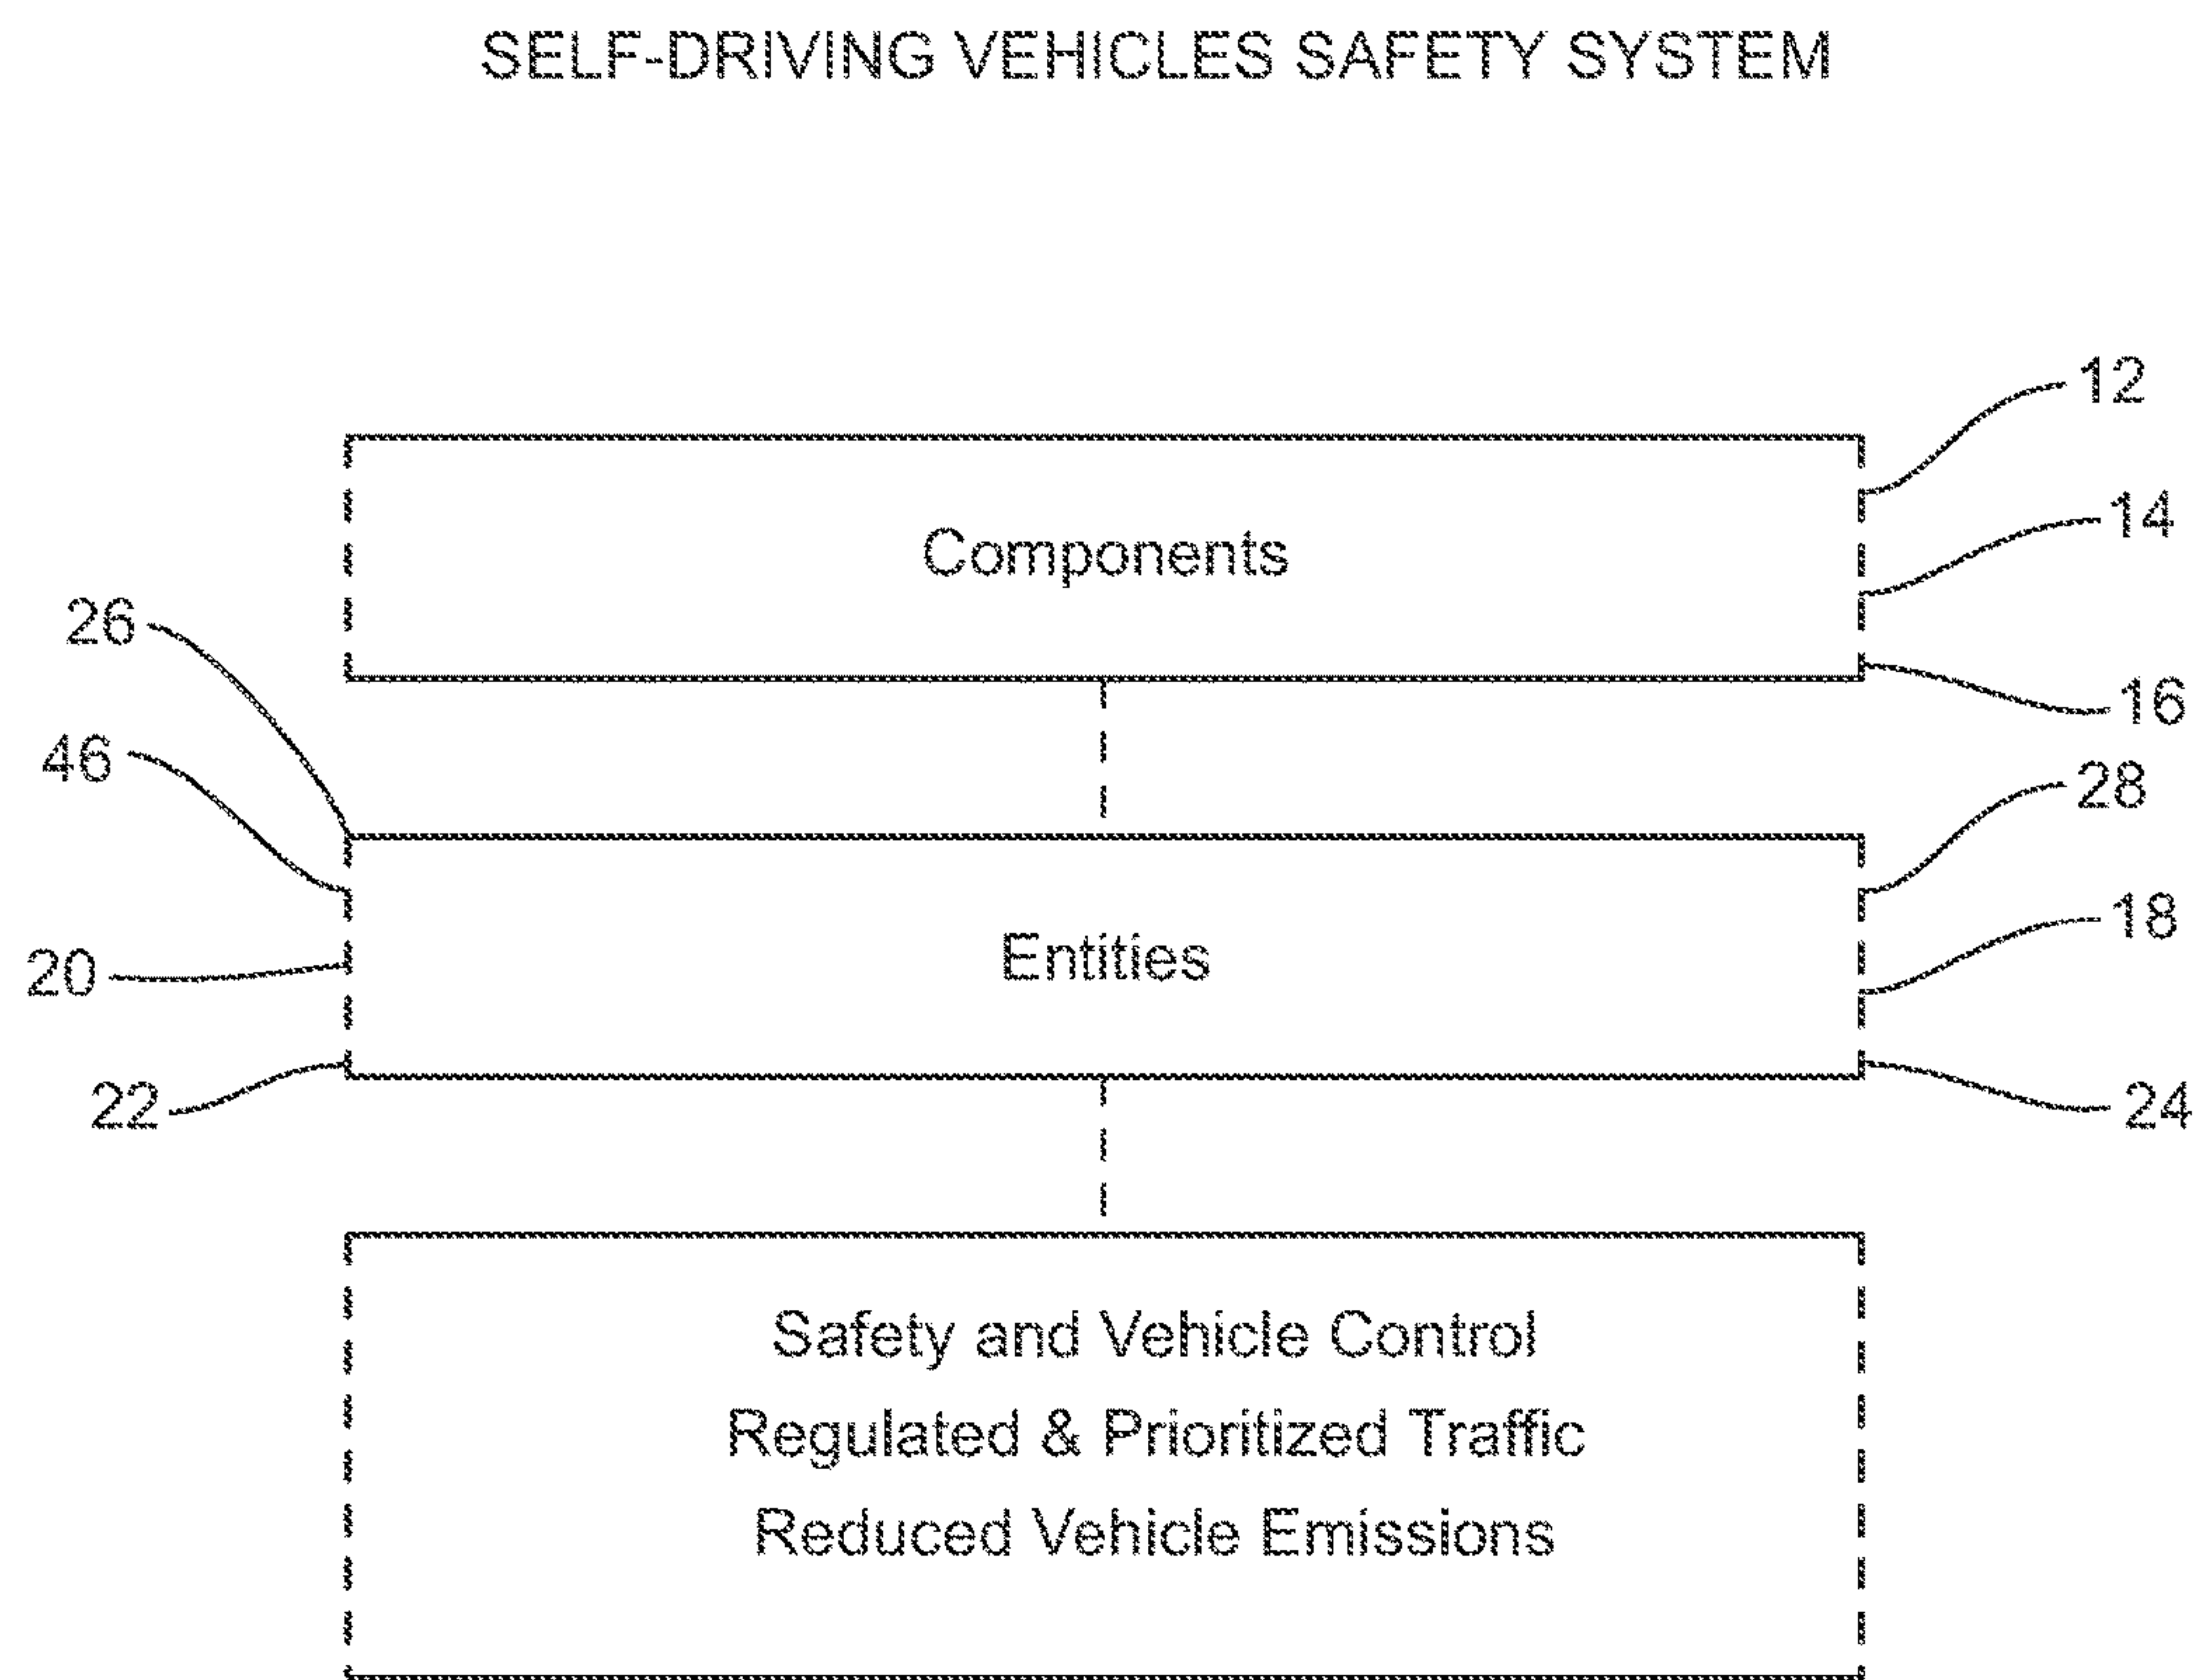 SELF-DRIVING VEHICLES SAFETY SYSTEM
12
Components
14
26
16
46
28
Entities
18
20
22
24
Safety and Vehicle Control
Regulated & Prioritized Traffic
Reduced Vehicle Emissions